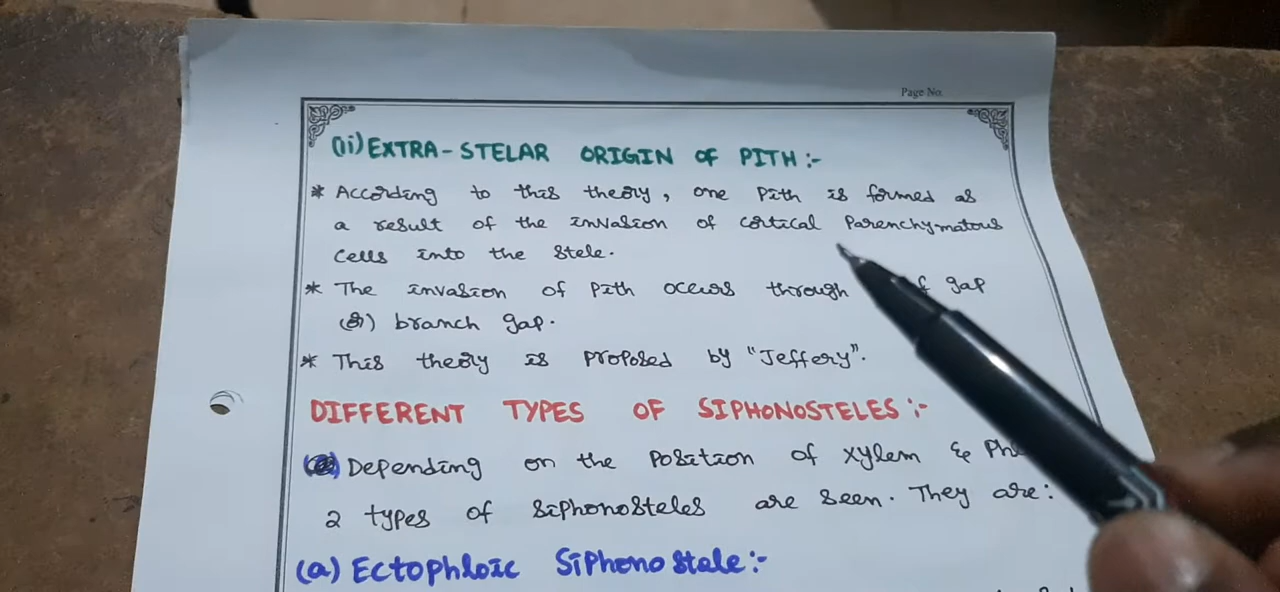 Page No.
(ii) EXTRA-STELAR ORIGIN OF PITH:-
* According to this theory, one Pith is formed as
a result of the invasion of cortical Parenchymatous
cells into the stele.
* The invasion of Pith occurs through gap
(or) branch gap.
* This theory is proposed by "Jeffery".
DIFFERENT TYPES OF SIPHONOSTELES:-
Depending on the Position of xylem &
2 types of siphonosteles are seen. They are:
(a) Ectophloic Siphonostele:-